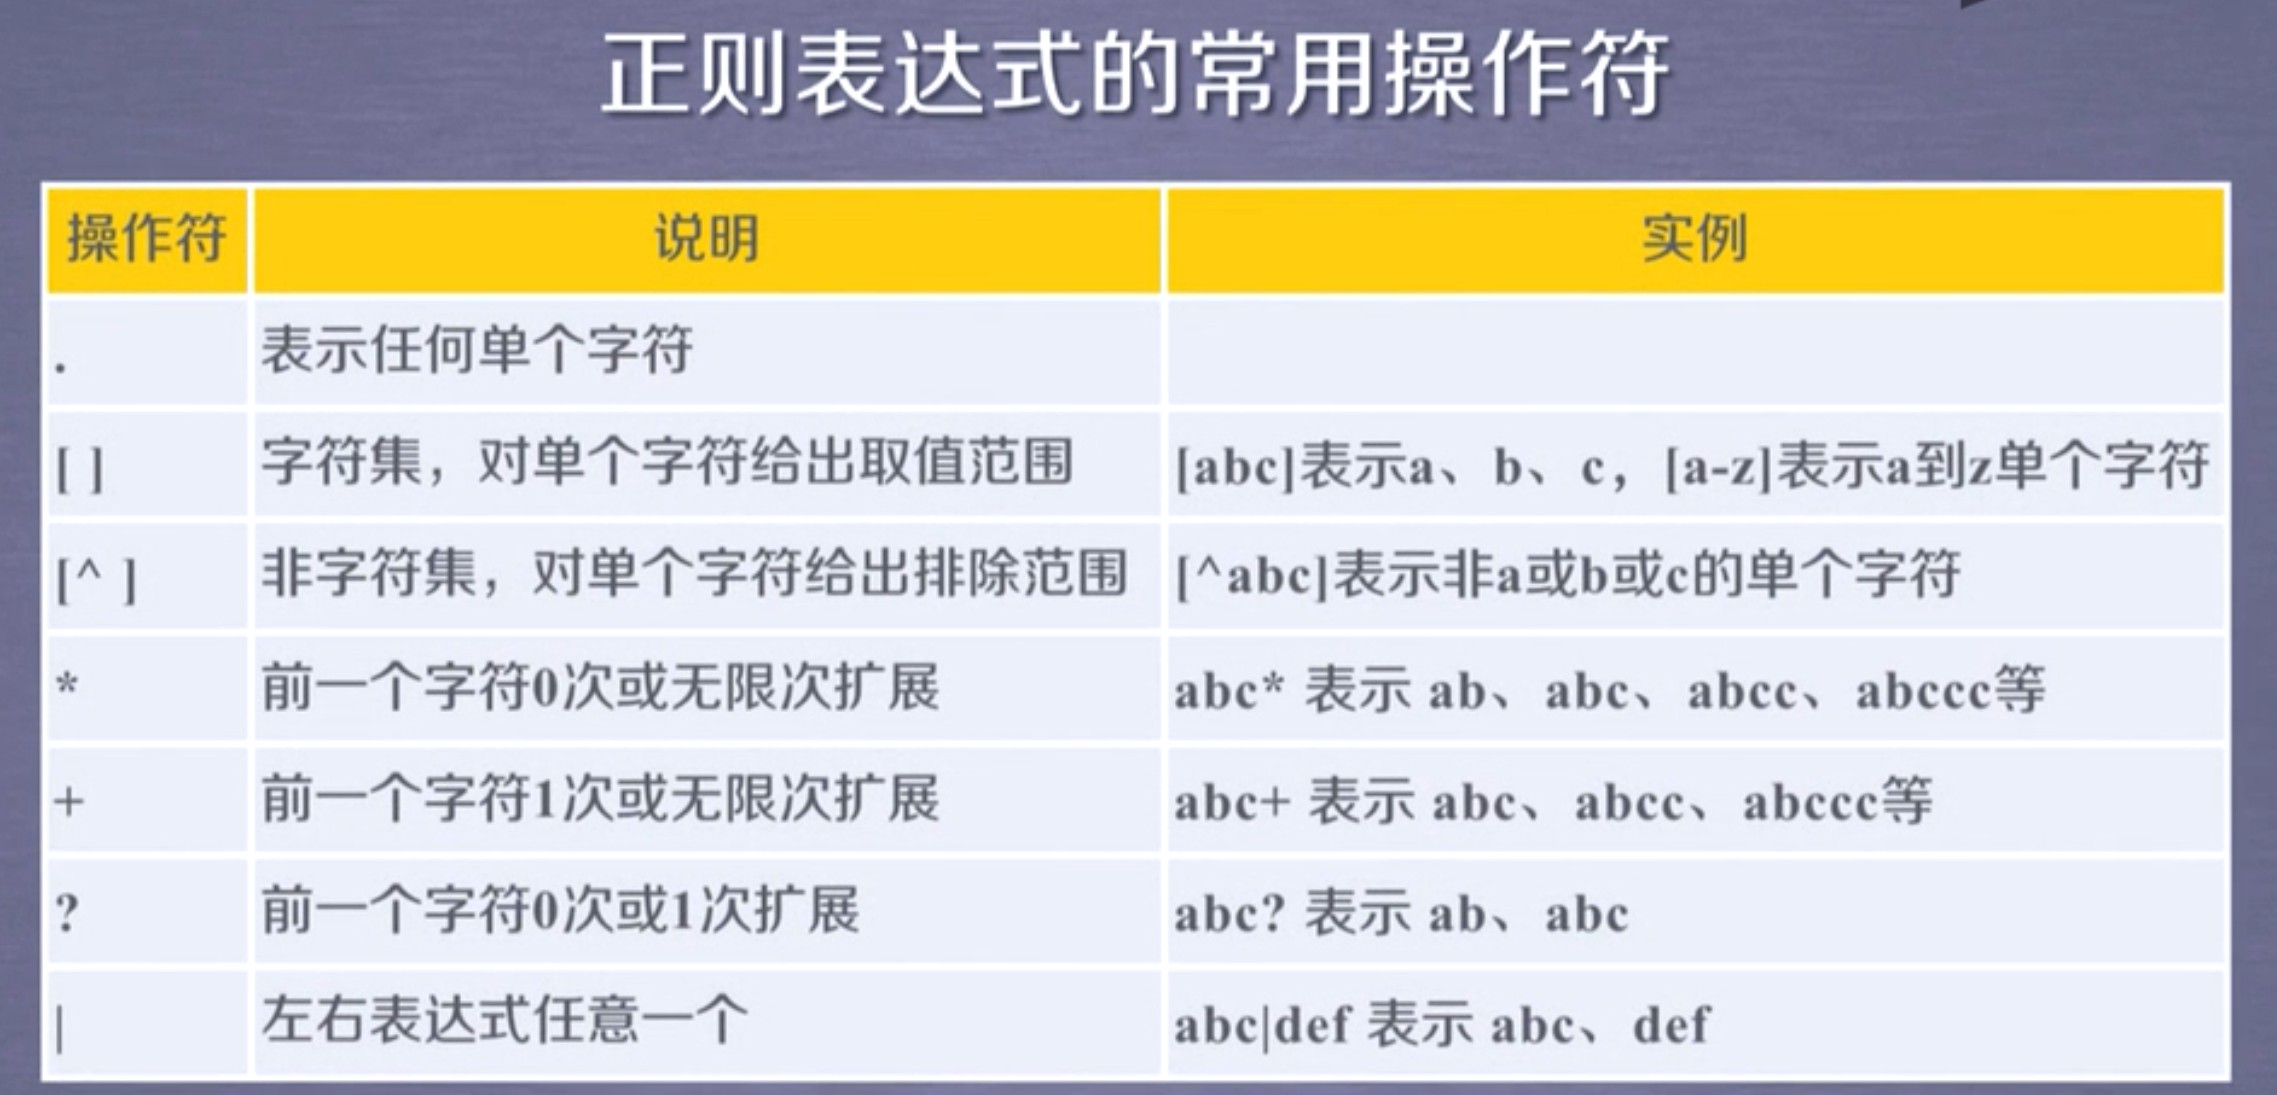 正则表达式的常用操作符
操作符 说明 实例
. 表示任何单个字符
[ ] 字符集，对单个字符给出取值范围 [abc]表示a、b、c，[a-z]表示a到z单个字符
[^ ] 非字符集，对单个字符给出排除范围 [^abc]表示非a或b或c的单个字符
* 前一个字符0次或无限次扩展 abc* 表示 ab、abc、abcc、abccc等
+ 前一个字符1次或无限次扩展 abc+ 表示 abc、abcc、abccc等
? 前一个字符0次或1次扩展 abc? 表示 ab、abc
| 左右表达式任意一个 abc|def 表示 abc、def